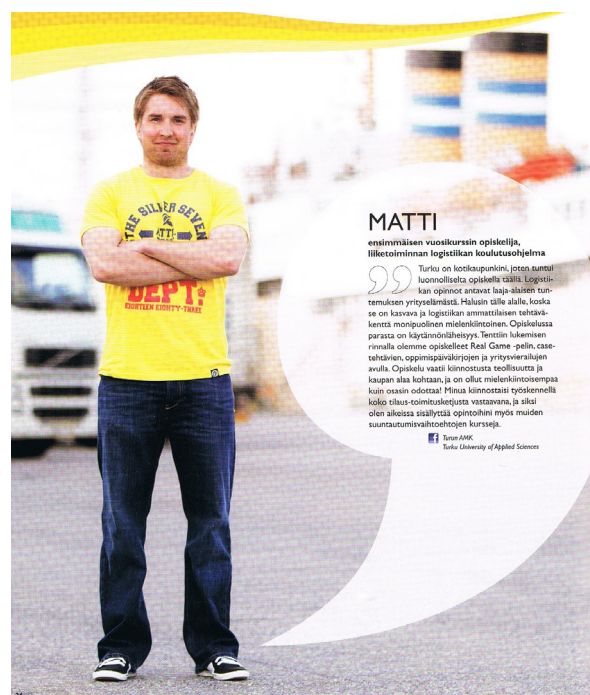 THE SILVER SEVEN
DEPT.
EIGHTEEN EIGHTY-THREE
MATTI
ensimmäisen vuosikurssin opiskelija,
liiketoiminnan logistiikan koulutusohjelma
Turku on kotikaupunkini, joten tuntui
luonnolliselta opiskella täällä. Logistii-
kan opinnot antavat laaja-alaisen tun-
temuksen yrityselämästä. Halusin tälle alalle, koska
se on kasvava ja logistiikan ammattilaisen tehtävä-
kenttä monipuolinen mielenkiintoinen. Opiskelussa
parasta on käytännönläheisyys. Tenttiin lukemisen
rinnalla olemme opiskelleet Real Game -pelin, case-
tehtävien, oppimispäiväkirjojen ja yritysvierailujen
avulla. Opiskelu vaatii kiinnostusta teollisuutta ja
kaupan alaa kohtaan, ja on ollut mielenkiintoisempaa
kuin osasin odottaa! Minua kiinnostaisi työskennellä
koko tilaus-toimitusketjusta vastaavana, ja siksi
olen aikeissa sisällyttää opintoihini myös muiden
suuntautumisvaihtoehtojen kursseja.
Turun AMK
Turku University of Applied Sciences